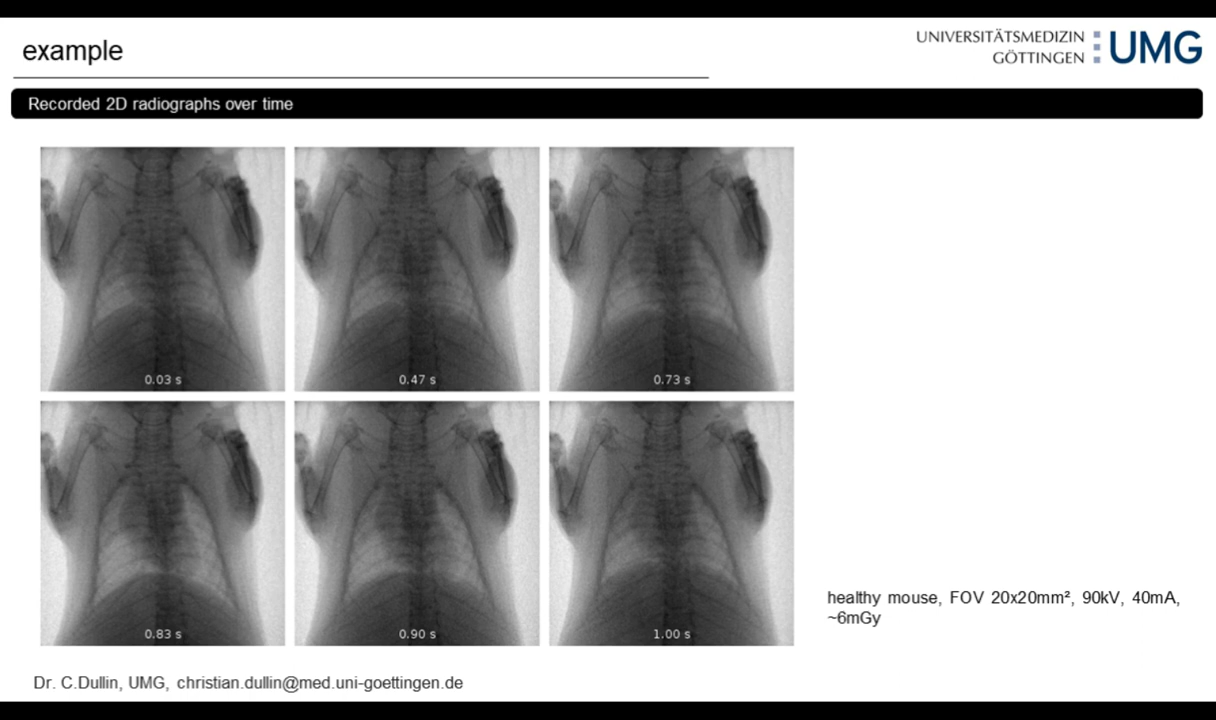 example
UNIVERSITÄTSMEDIZIN
GÖTTINGEN
UMG
Recorded 2D radiographs over time
0.03 s
0.47 s
0.73 s
0.83 s
0.90 s
1.00 s
healthy mouse, FOV 20x20mm², 90kV, 40mA,
~6mGy
Dr. C.Dullin, UMG, christian.dullin@med.uni-goettingen.de